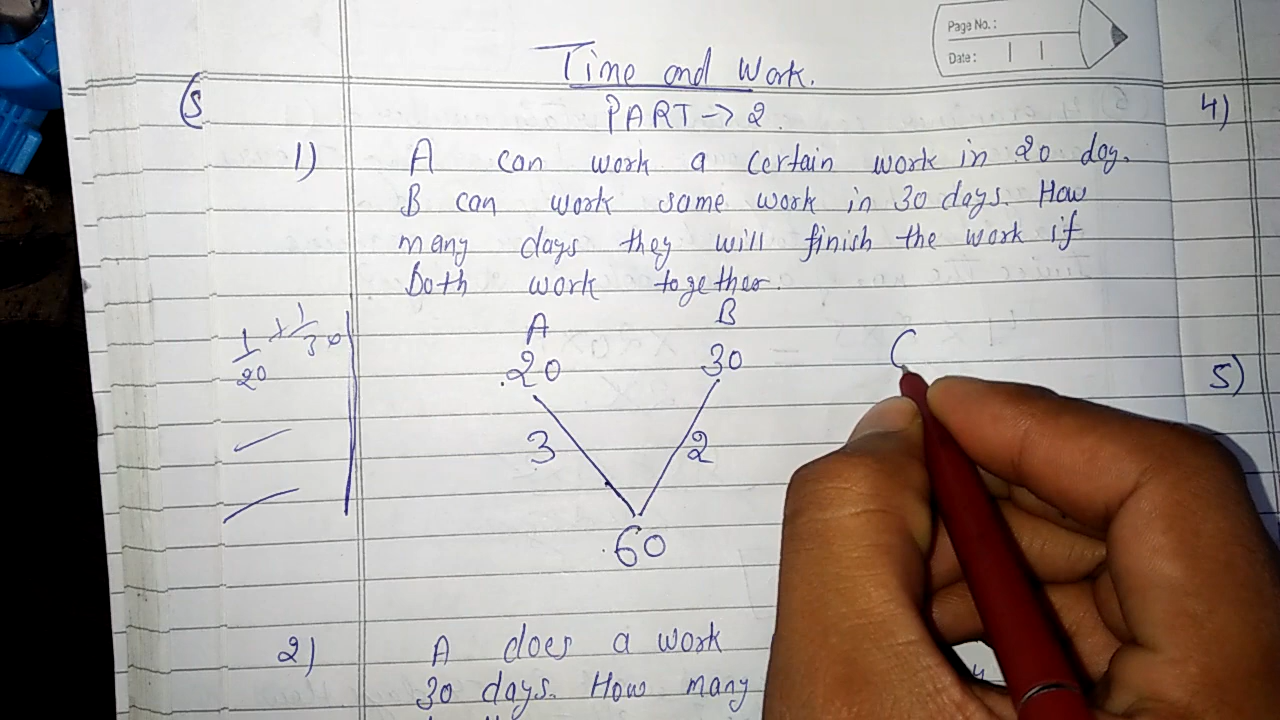 Page No.:
Date:
Time and Work.
PART → 2.
4)
1) A can work a certain work in 20 day.
B can work same work in 30 days. How
many days they will finish the work if
both work together.
A B
20 30
1/20 + 1/30
5)
3 2
60
2) A does a work
30 days. How many